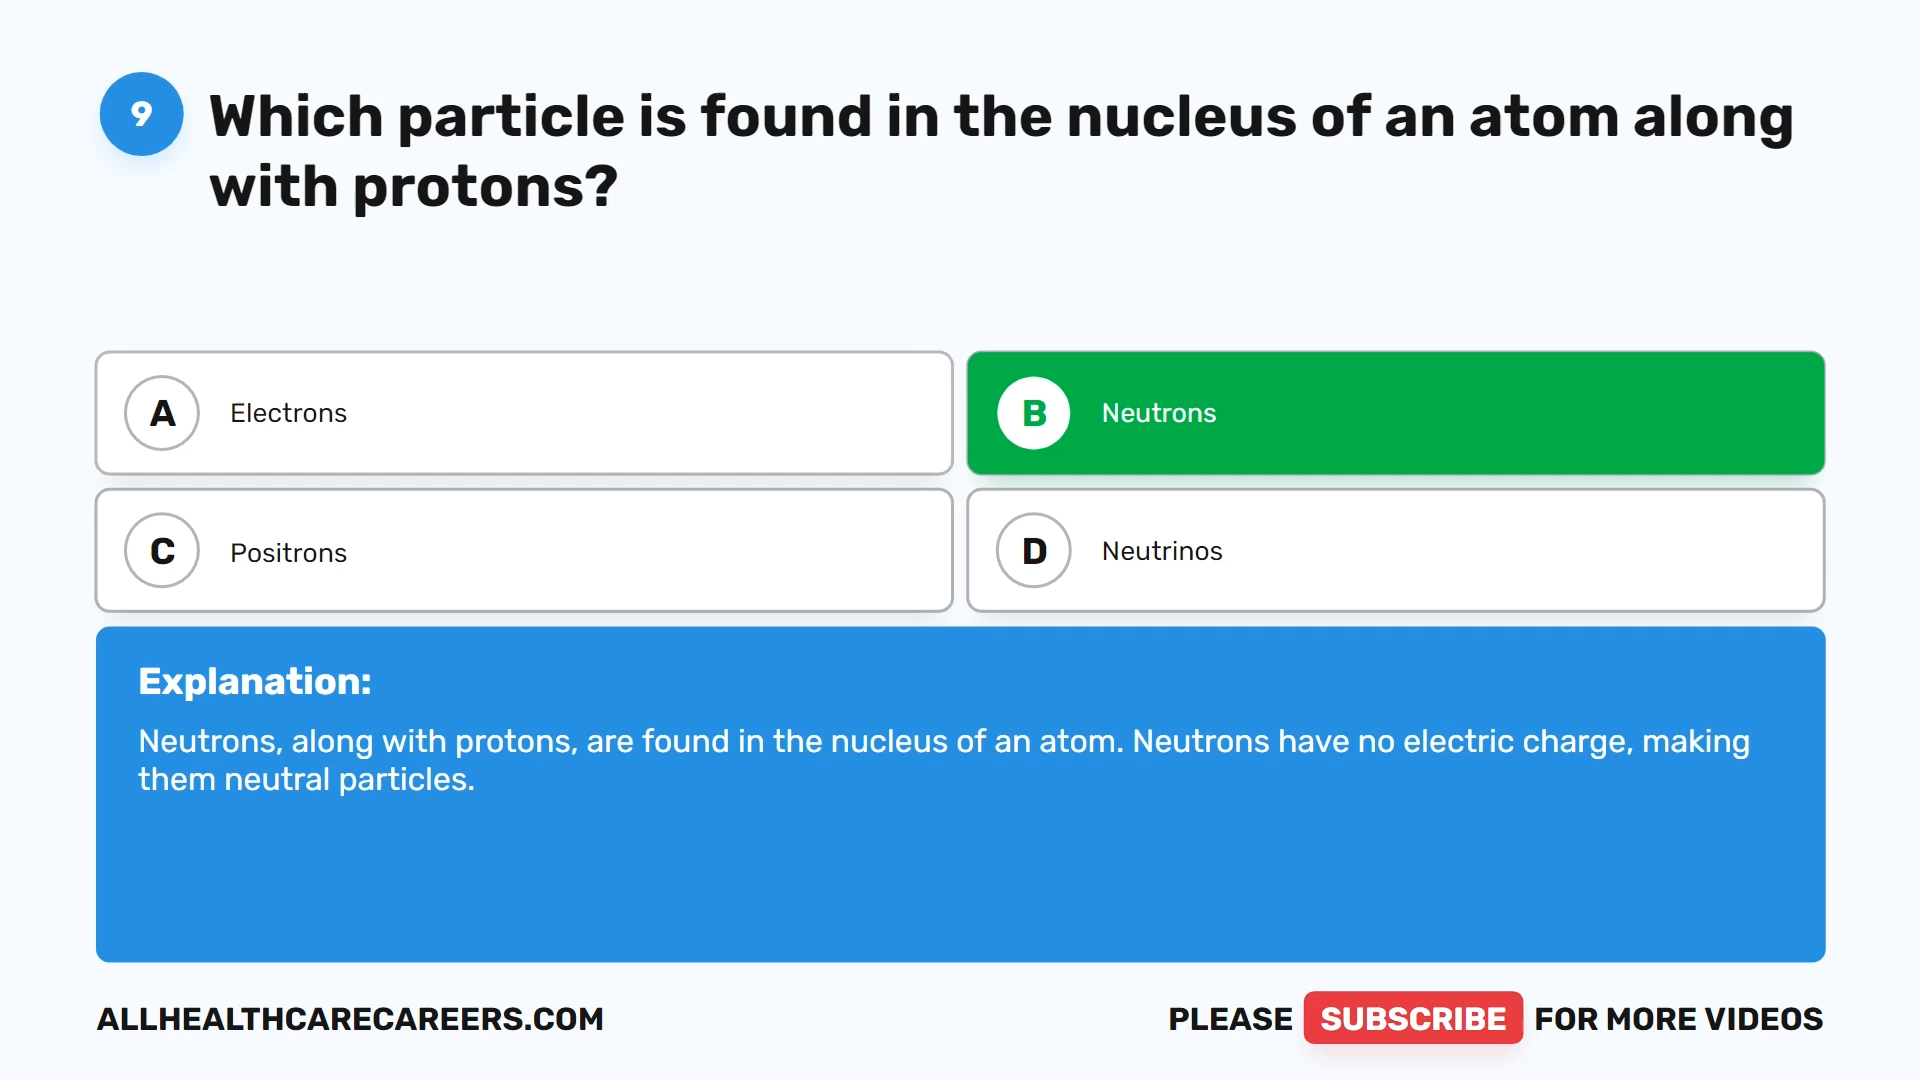 9
Which particle is found in the nucleus of an atom along
with protons?
A Electrons
B Neutrons
C Positrons
D Neutrinos
Explanation:
Neutrons, along with protons, are found in the nucleus of an atom. Neutrons have no electric charge, making
them neutral particles.
ALLHEALTHCARECAREERS.COM
PLEASE SUBSCRIBE FOR MORE VIDEOS